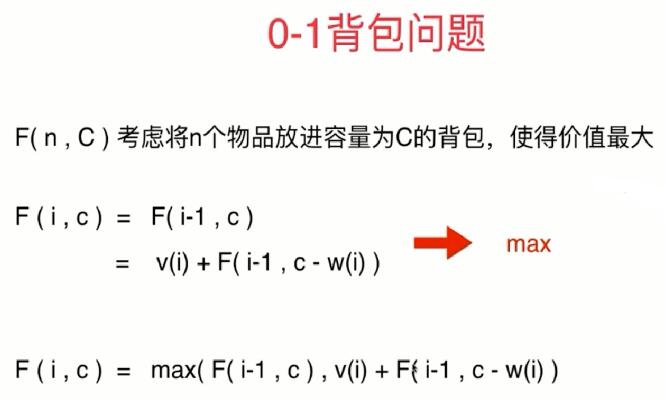 0-1背包问题
F( n , C ) 考虑将n个物品放进容量为C的背包，使得价值最大
F ( i , c ) = F( i-1 , c )
= v(i) + F( i-1 , c - w(i) )
max
F ( i , c ) = max( F( i-1 , c ) , v(i) + F( i-1 , c - w(i) )